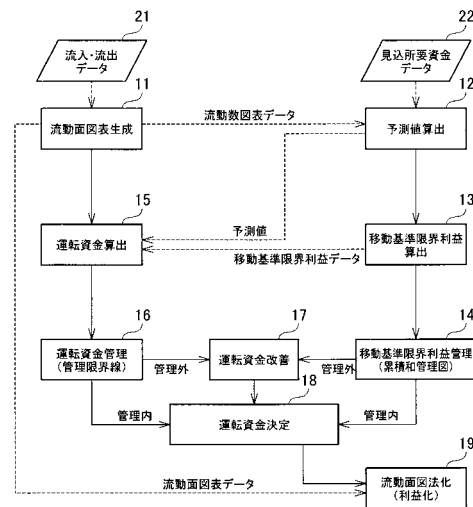 21
流入・流出
データ
22
見込所要資金
データ
11
流動面図表生成
流動数図表データ
12
予測値算出
15
運転資金算出
予測値
移動基準限界利益データ
13
移動基準限界利益
算出
16
運転資金管理
(管理限界線)
管理外
17
運転資金改善
管理外
14
移動基準限界利益管理
(累積和管理図)
18
管理内
運転資金決定
管理内
19
流動面図表データ
流動面図法化
(利益化)